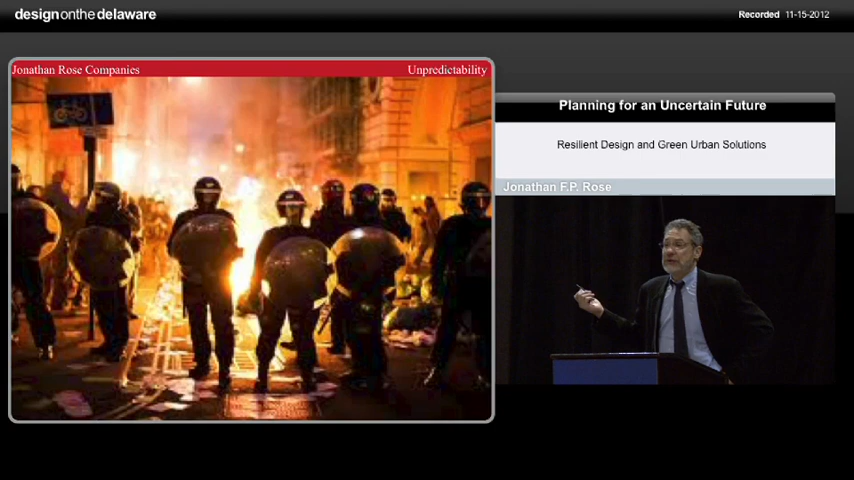 designonthedelaware
Recorded 11-15-2012
Jonathan Rose Companies
Unpredictability
Planning for an Uncertain Future
Resilient Design and Green Urban Solutions
Jonathan F.P. Rose